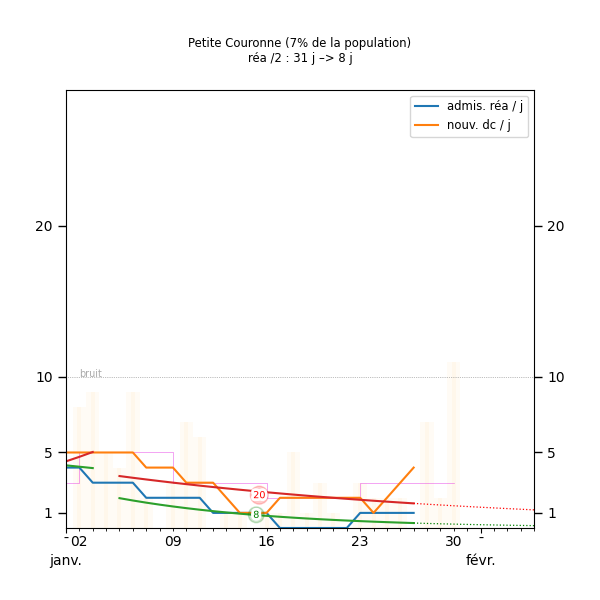 Petite Couronne (7% de la population)
réa /2 : 31 j –> 8 j
admis. réa / j
nouv. dc / j
20
20
bruit
10
10
5
5
20
8
1
1
02
09
16
23
30
janv.
févr.